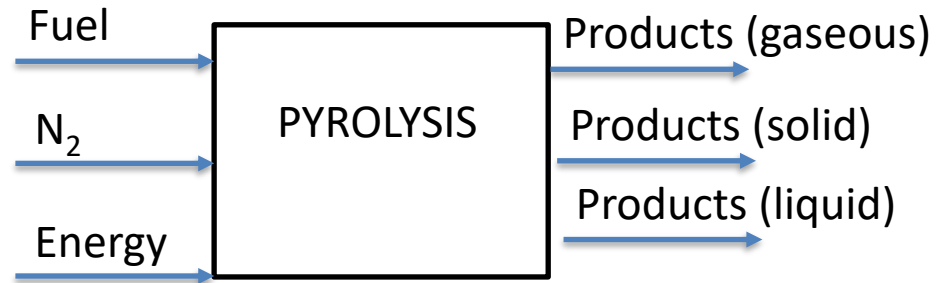 Fuel
N₂
Energy
PYROLYSIS
Products (gaseous)
Products (solid)
Products (liquid)